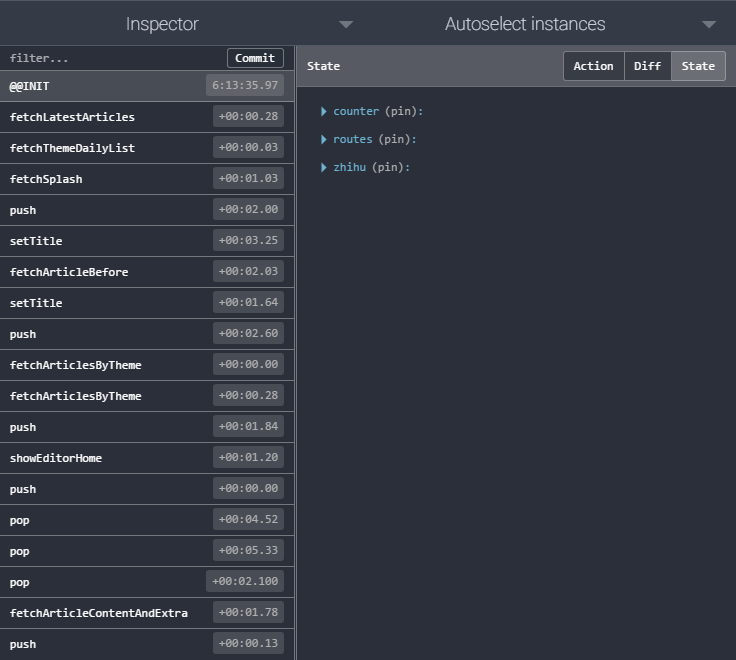 Inspector Autoselect instances
filter... Commit
State Action Diff State
@@INIT 6:13:35.97
fetchLatestArticles +00:00.28
fetchThemeDailyList +00:00.03
fetchSplash +00:01.03
push +00:02.00
setTitle +00:03.25
fetchArticleBefore +00:02.03
setTitle +00:01.64
push +00:02.60
fetchArticlesByTheme +00:00.00
fetchArticlesByTheme +00:00.28
push +00:01.84
showEditorHome +00:01.20
push +00:00.00
pop +00:04.52
pop +00:05.33
pop +00:02.100
fetchArticleContentAndExtra +00:01.78
push +00:00.13
counter (pin):
routes (pin):
zhihu (pin):